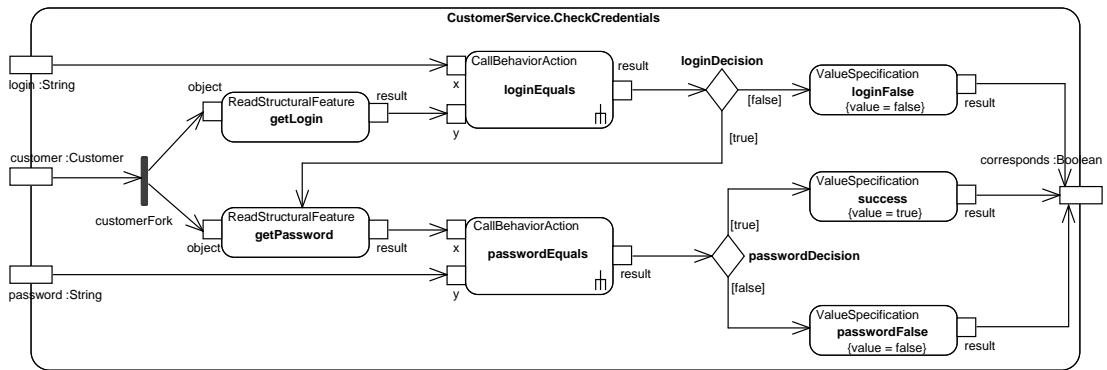 CustomerService.CheckCredentials
login :String
CallBehaviorAction
loginEquals
x
y
result
loginDecision
[false]
[true]
ValueSpecification
loginFalse
{value = false}
result
object
ReadStructuralFeature
getLogin
result
customer :Customer
customerFork
corresponds :Boolean
ReadStructuralFeature
getPassword
object
result
CallBehaviorAction
passwordEquals
x
y
result
[true]
passwordDecision
[false]
ValueSpecification
success
{value = true}
result
password :String
ValueSpecification
passwordFalse
{value = false}
result